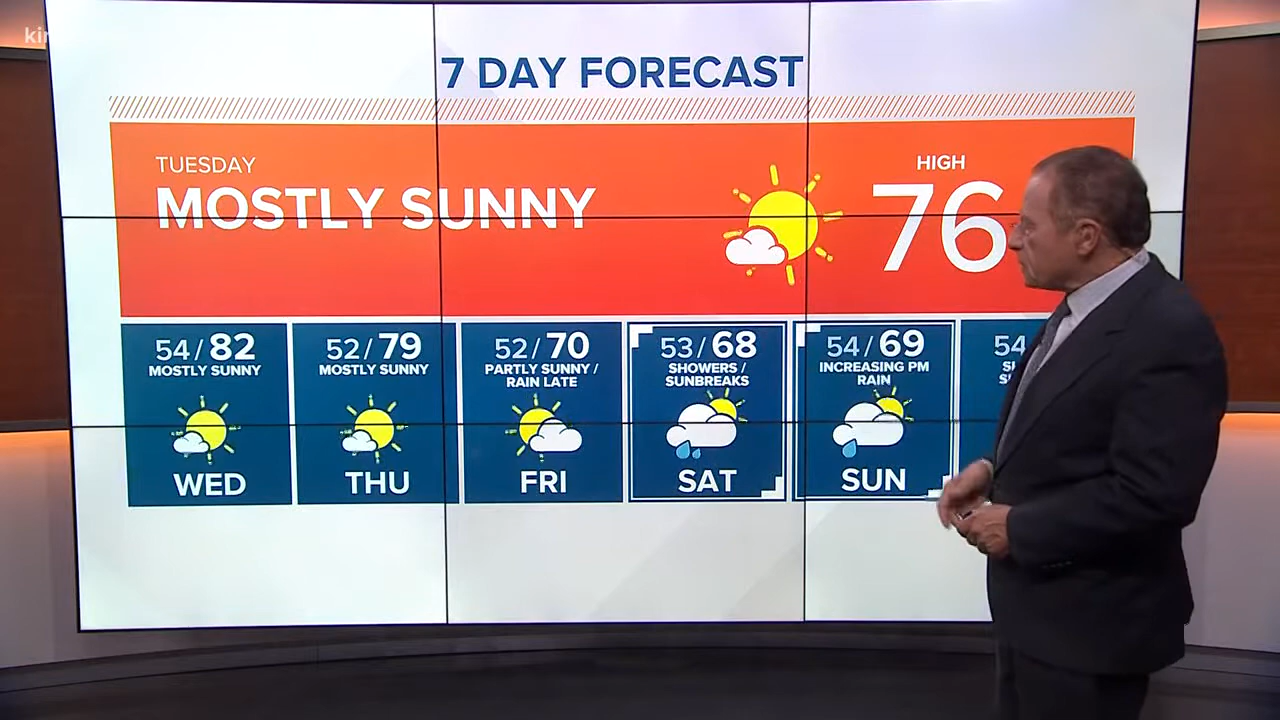 7 DAY FORECAST
TUESDAY
MOSTLY SUNNY
HIGH
76
54/82
MOSTLY SUNNY
WED
52/79
MOSTLY SUNNY
THU
52/70
PARTLY SUNNY /
RAIN LATE
FRI
53/68
SHOWERS /
SUNBREAKS
SAT
54/69
INCREASING PM
RAIN
SUN
54